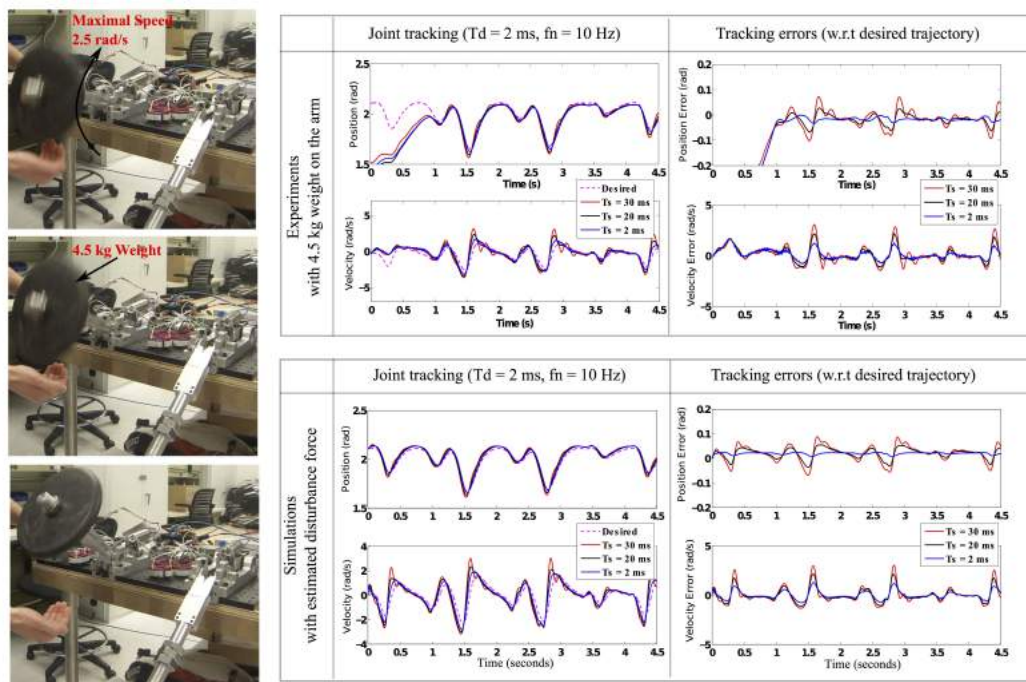 Maximal Speed
2.5 rad/s
4.5 kg Weight
Experiments
with 4.5 kg weight on the arm
Joint tracking (Td = 2 ms, fn = 10 Hz)
Tracking errors (w.r.t desired trajectory)
Position (rad)
2.5
2
1.5
0 0.5 1 1.5 2 2.5 3 3.5 4 4.5
Time (s)
Position Error (rad)
0.2
0.1
0
-0.1
-0.2
0 0.5 1 1.5 2 2.5 3 3.5 4 4.5
Time (s)
Desired
Ts = 30 ms
Ts = 20 ms
Ts = 2 ms
Ts = 30 ms
Ts = 20 ms
Ts = 2 ms
Velocity (rad/s)
5
0
−5
0 0.5 1 1.5 2 2.5 3 3.5 4 4.5
Time (s)
Velocity Error (rad/s)
5
0
−5
0 0.5 1 1.5 2 2.5 3 3.5 4 4.5
Time (s)
Simulations
with estimated disturbance force
Joint tracking (Td = 2 ms, fn = 10 Hz)
Tracking errors (w.r.t desired trajectory)
Position (rad)
2.5
2
1.5
0 0.5 1 1.5 2 2.5 3 3.5 4 4.5
Position Error (rad)
0.2
0.1
0
-0.1
-0.2
0 0.5 1 1.5 2 2.5 3 3.5 4 4.5
Desired
Ts = 30 ms
Ts = 20 ms
Ts = 2 ms
Ts = 30 ms
Ts = 20 ms
Ts = 2 ms
Velocity (rad/s)
4
2
0
−2
−4
0 0.5 1 1.5 2 2.5 3 3.5 4 4.5
Time (seconds)
Velocity Error (rad/s)
5
0
−5
0 0.5 1 1.5 2 2.5 3 3.5 4 4.5
Time (seconds)